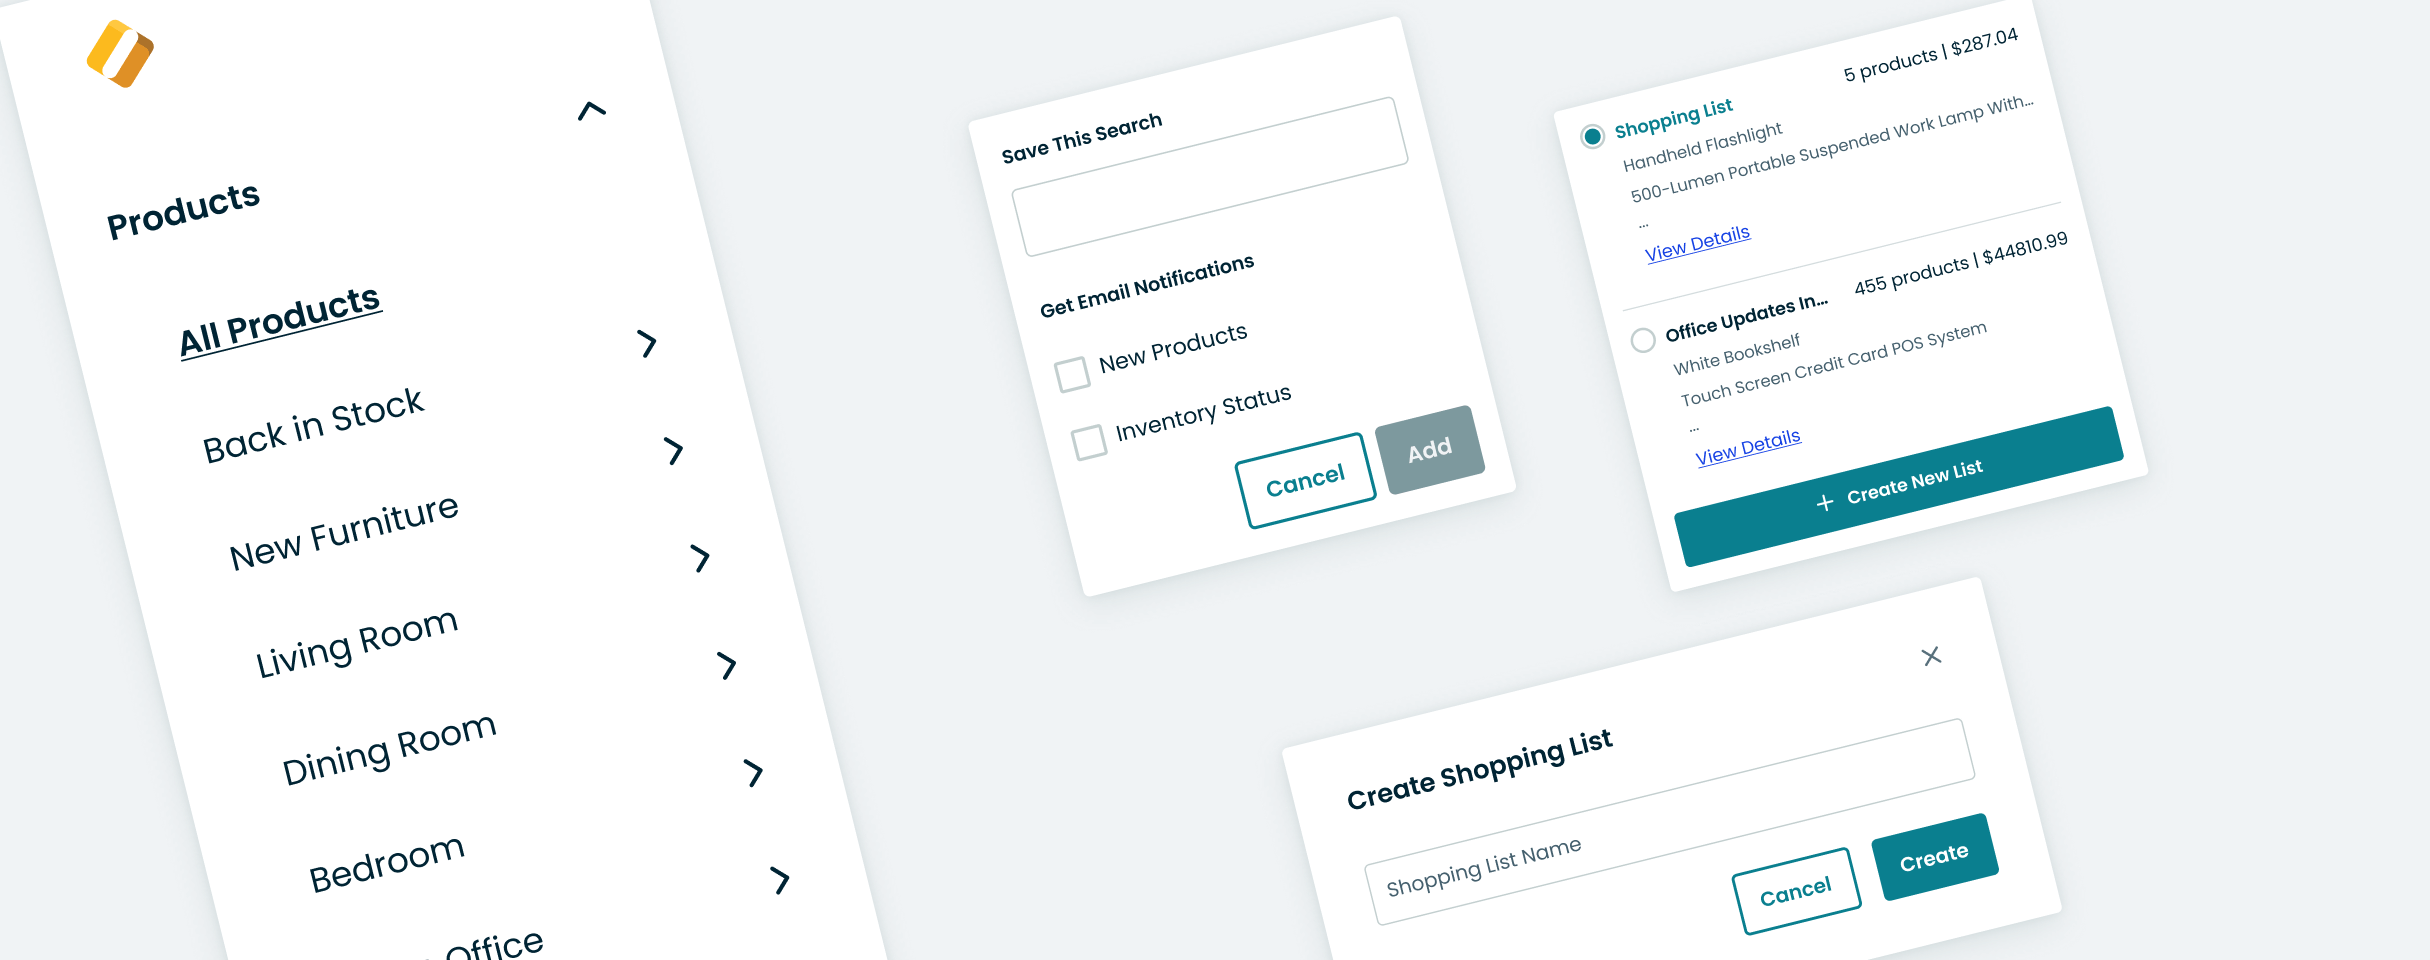 Products
All Products
Back in Stock
New Furniture
Living Room
Dining Room
Bedroom
Office
Save This Search
Get Email Notifications
New Products
Inventory Status
Cancel
Add
5 products | $287.04
Shopping List
Handheld Flashlight
500-Lumen Portable Suspended Work Lamp With...
...
View Details
455 products | $44810.99
Office Updates In...
White Bookshelf
Touch Screen Credit Card POS System
...
View Details
+ Create New List
Create Shopping List
Shopping List Name
Cancel
Create